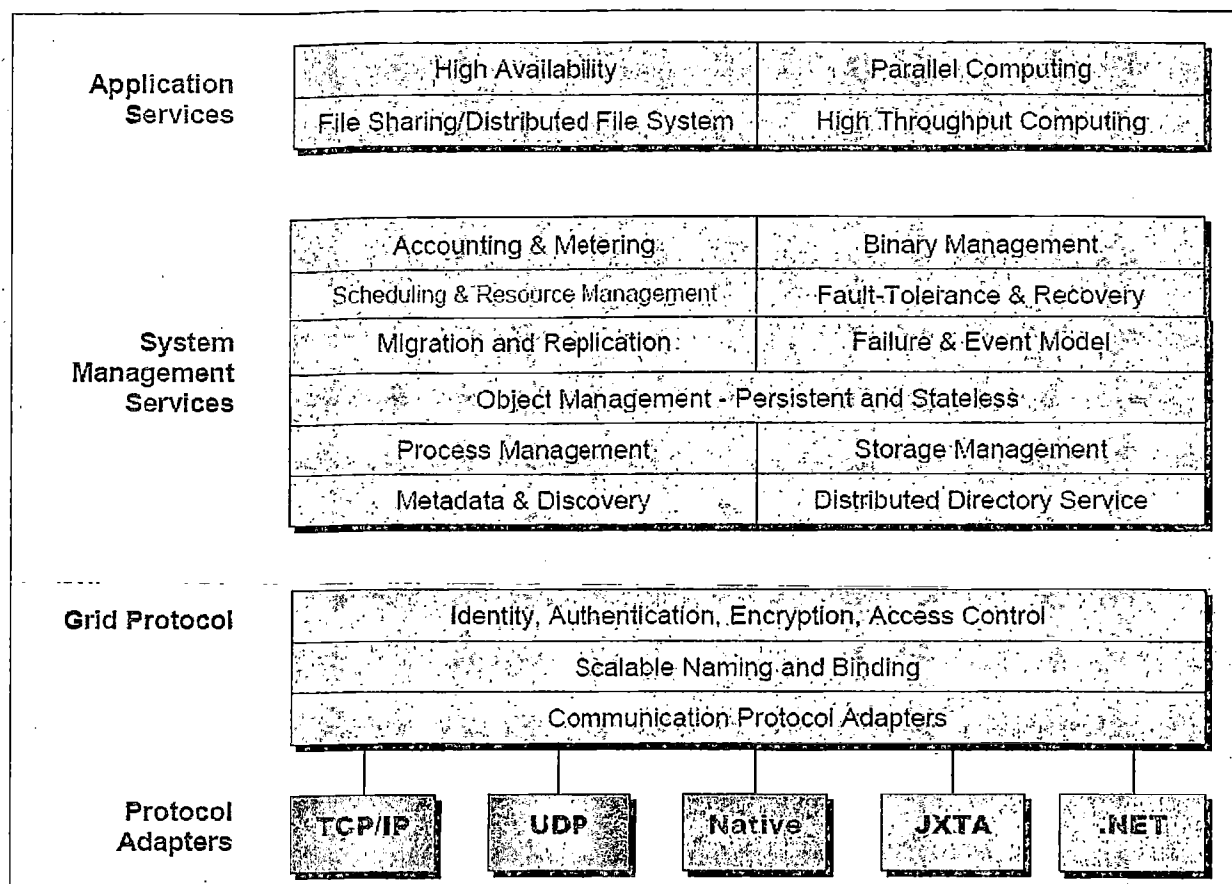 Application
Services
High Availability
Parallel Computing
File Sharing/Distributed File System
High Throughput Computing
System
Management
Services
Accounting & Metering
Binary Management
Scheduling & Resource Management
Fault-Tolerance & Recovery
Migration and Replication
Failure & Event Model
Object Management - Persistent and Stateless
Process Management
Storage Management
Metadata & Discovery
Distributed Directory Service
Grid Protocol
Identity, Authentication, Encryption, Access Control
Scalable Naming and Binding
Communication Protocol Adapters
Protocol
Adapters
TCP/IP
UDP
Native
JXTA
.NET